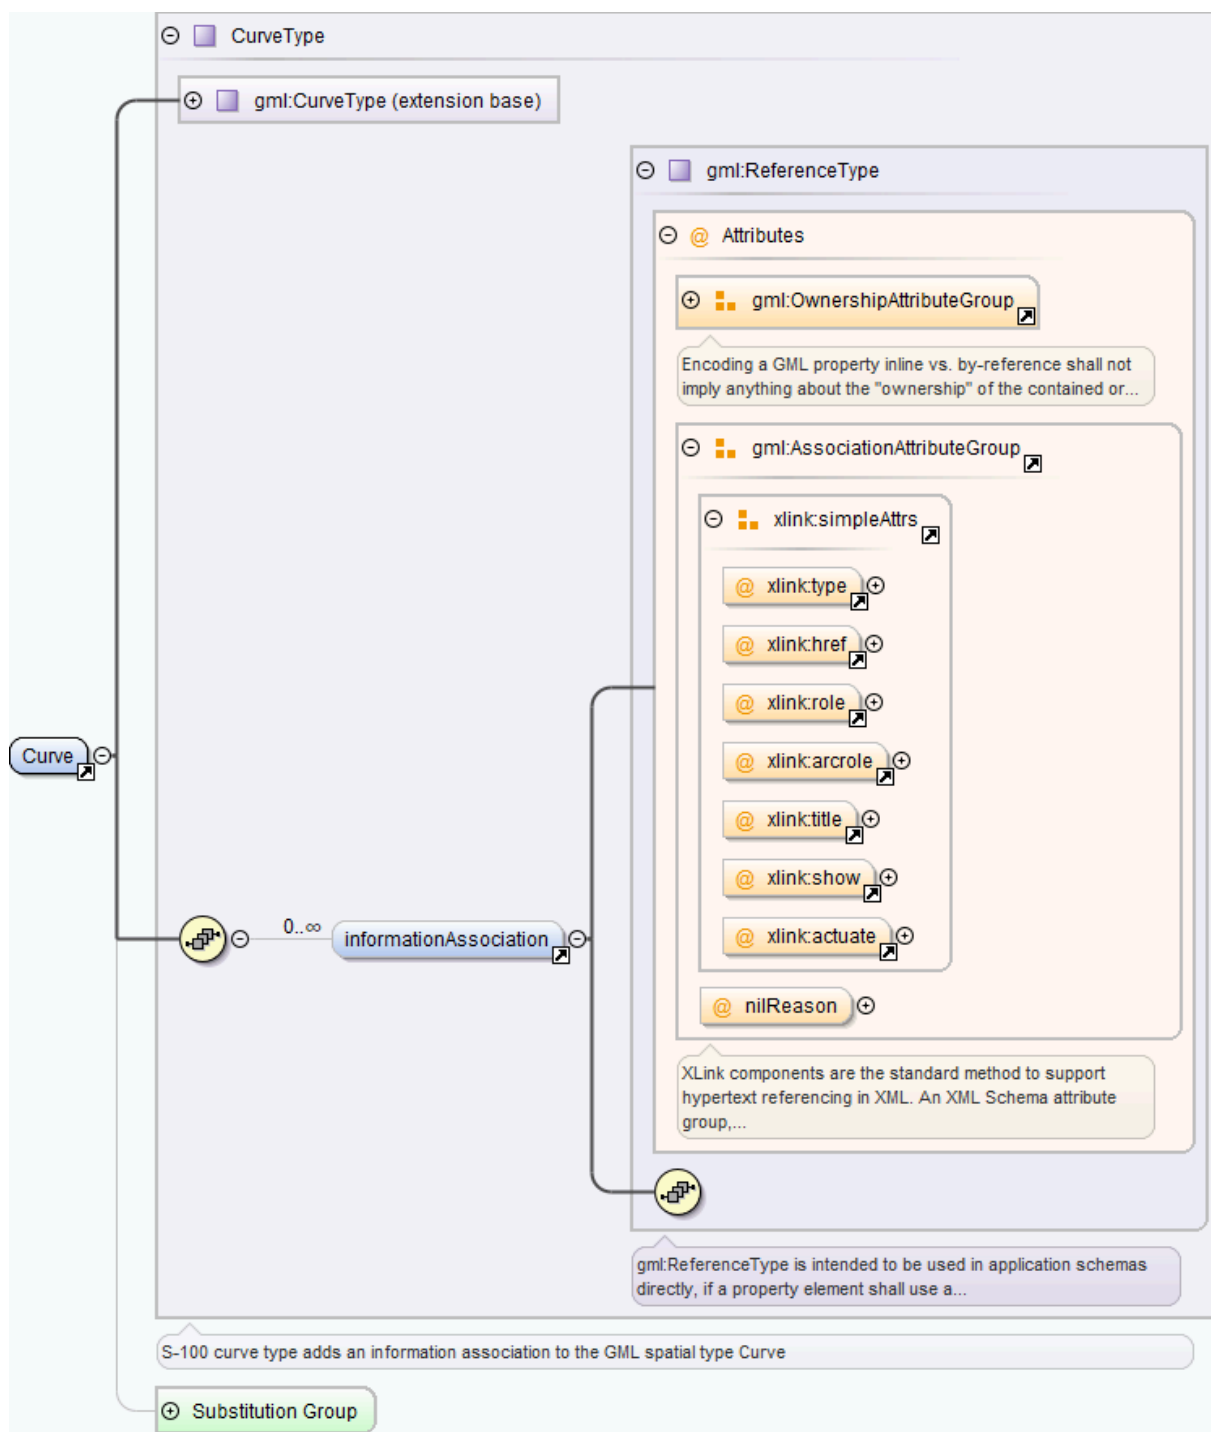 CurveType
gml:CurveType (extension base)
gml:ReferenceType
@ Attributes
gml:OwnershipAttributeGroup
Encoding a GML property inline vs. by-reference shall not
imply anything about the "ownership" of the contained or...
gml:AssociationAttributeGroup
xlink:simpleAttrs
@ xlink:type
@ xlink:href
@ xlink:role
Curve
@ xlink:arcrole
@ xlink:title
@ xlink:show
0..∞
informationAssociation
@ xlink:actuate
@ nilReason
XLink components are the standard method to support
hypertext referencing in XML. An XML Schema attribute
group,...
gml:ReferenceType is intended to be used in application schemas
directly, if a property element shall use a...
S-100 curve type adds an information association to the GML spatial type Curve
Substitution Group